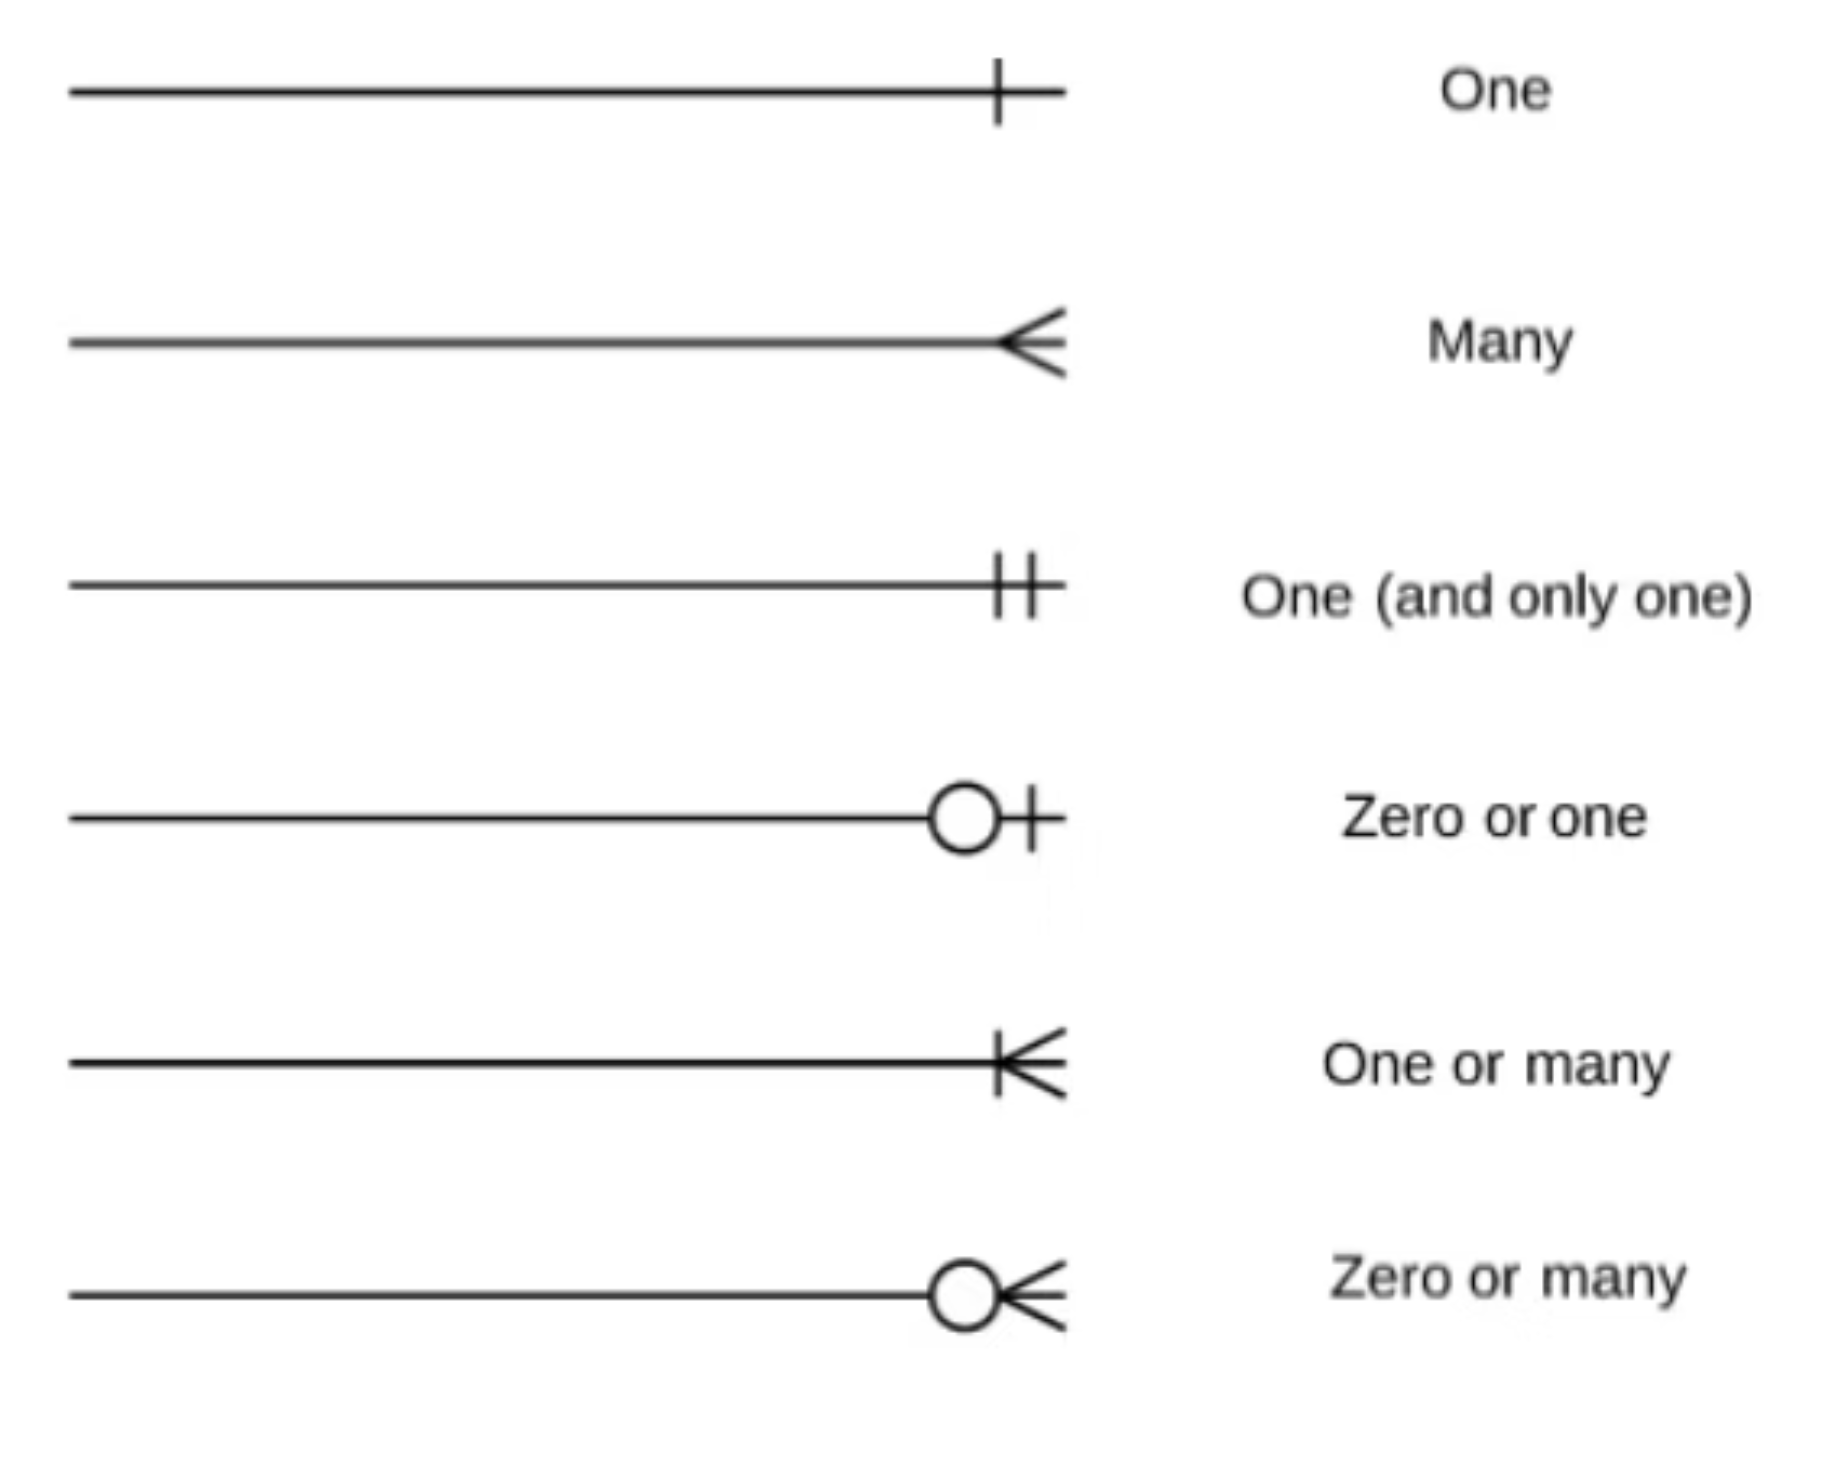 One
Many
One (and only one)
Zero or one
One or many
Zero or many